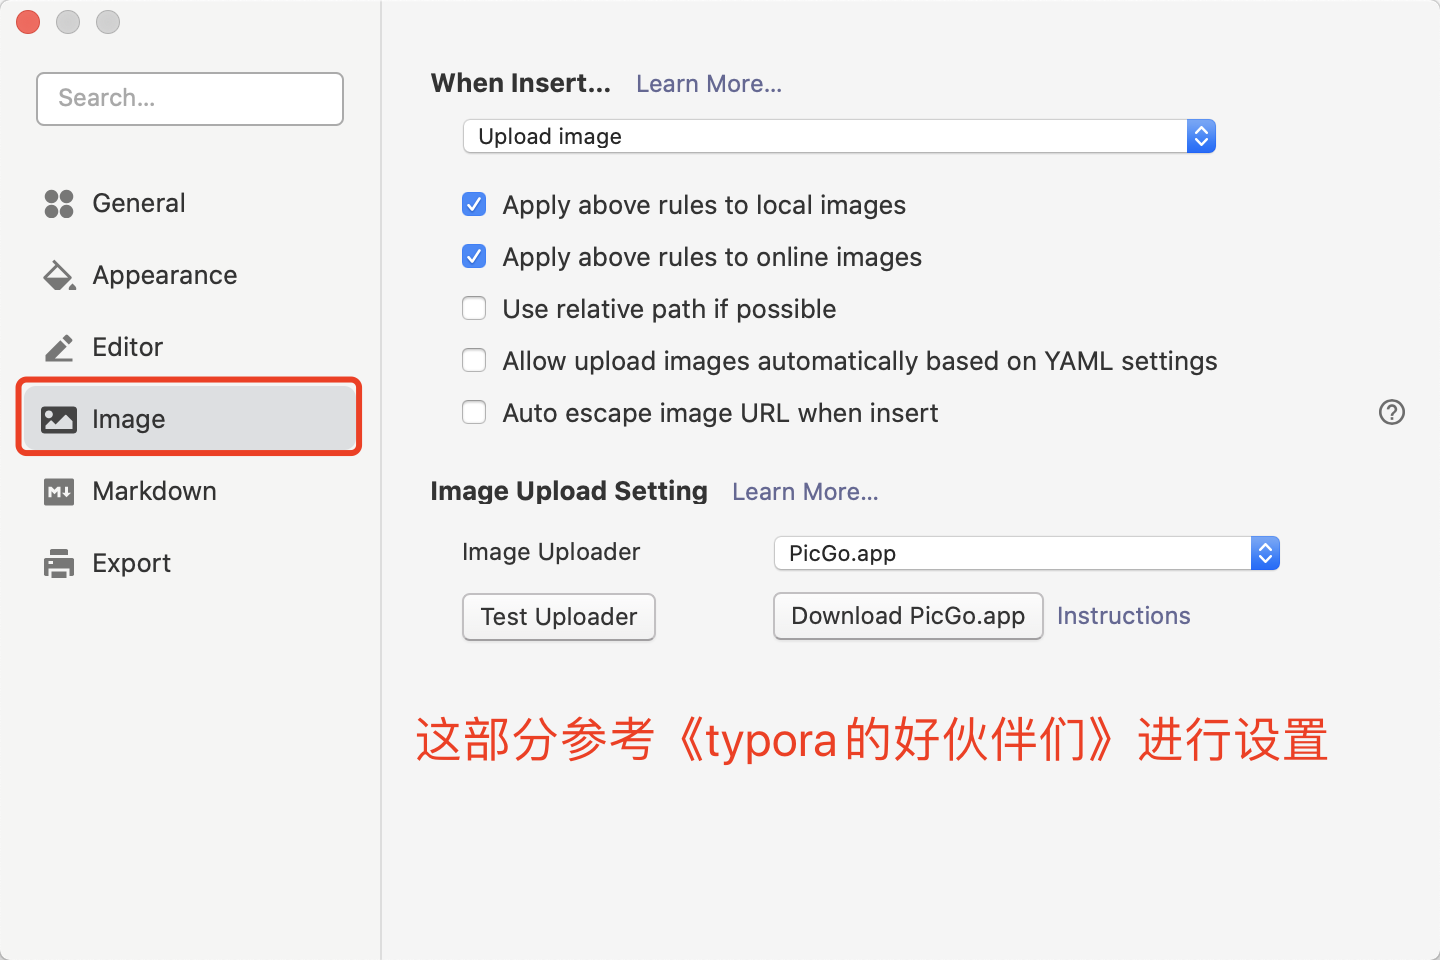 Search...
General
Appearance
Editor
Image
Markdown
Export
When Insert... Learn More...
Upload image
Apply above rules to local images
Apply above rules to online images
Use relative path if possible
Allow upload images automatically based on YAML settings
Auto escape image URL when insert ?
Image Upload Setting Learn More...
Image Uploader PicGo.app
Test Uploader Download PicGo.app Instructions
这部分参考《typora的好伙伴们》进行设置